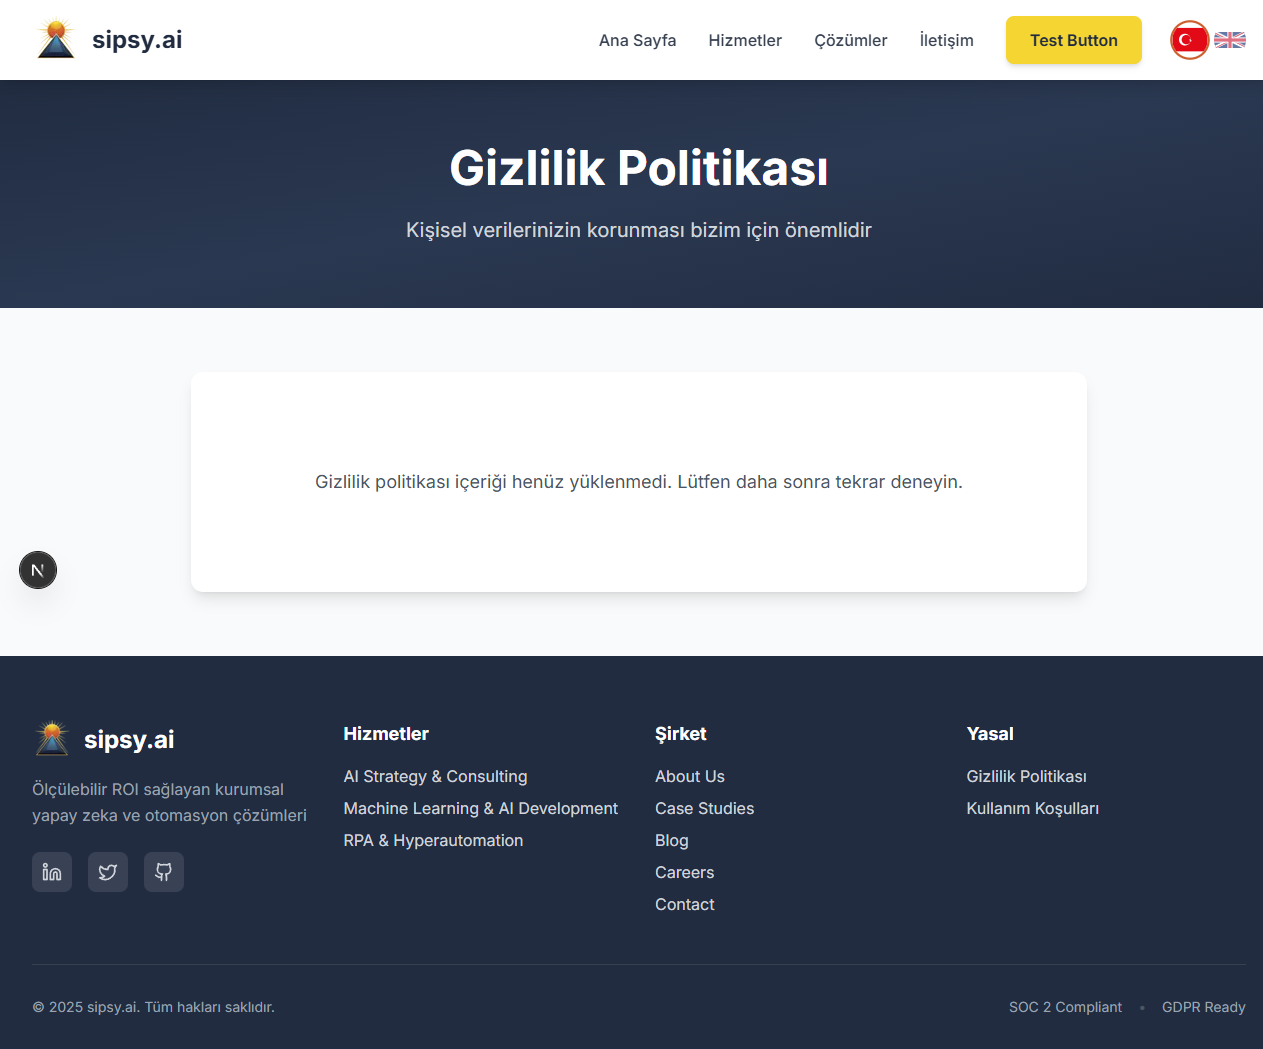 sipsy.ai
Ana Sayfa
Hizmetler
Çözümler
İletişim
Test Button
Gizlilik Politikası
Kişisel verilerinizin korunması bizim için önemlidir
Gizlilik politikası içeriği henüz yüklenmedi. Lütfen daha sonra tekrar deneyin.
N
sipsy.ai
Ölçülebilir ROI sağlayan kurumsal
yapay zeka ve otomasyon çözümleri
Hizmetler
AI Strategy & Consulting
Machine Learning & AI Development
RPA & Hyperautomation
Şirket
About Us
Case Studies
Blog
Careers
Contact
Yasal
Gizlilik Politikası
Kullanım Koşulları
© 2025 sipsy.ai. Tüm hakları saklıdır.
SOC 2 Compliant • GDPR Ready